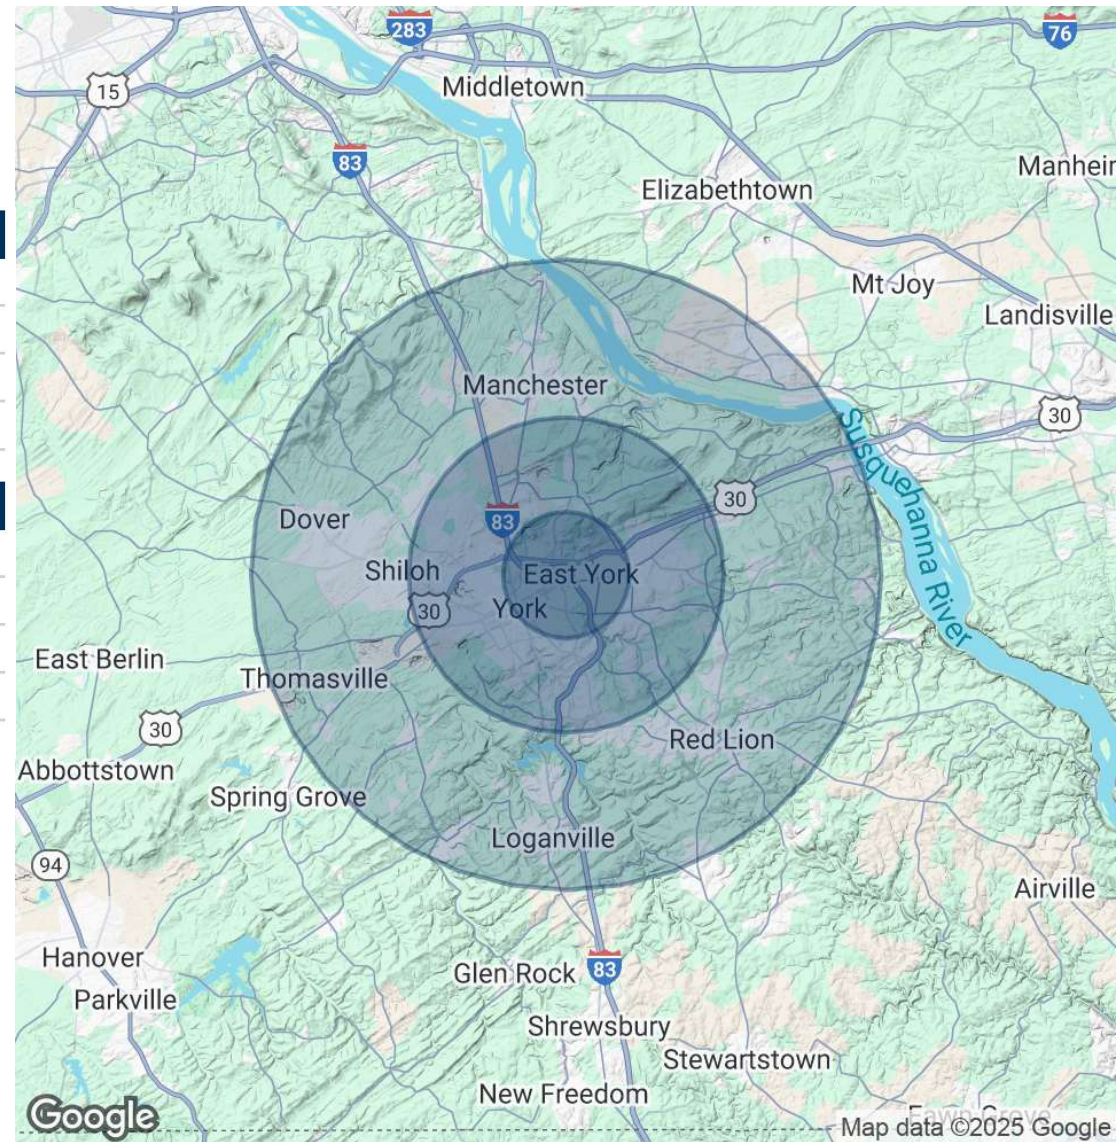 283
76
Middletown
15
83
Manheim
Elizabethtown
Mt Joy
Landisville
Manchester
30
30
Susquehanna River
Dover
83
Shiloh
East York
30
York
East Berlin
Thomasville
30
Red Lion
Abbottstown
Spring Grove
Loganville
94
Airville
Hanover
Glen Rock
83
Parkville
Shrewsbury
Stewartstown
New Freedom
Fawn Grove
Google
Map data ©2025 Google